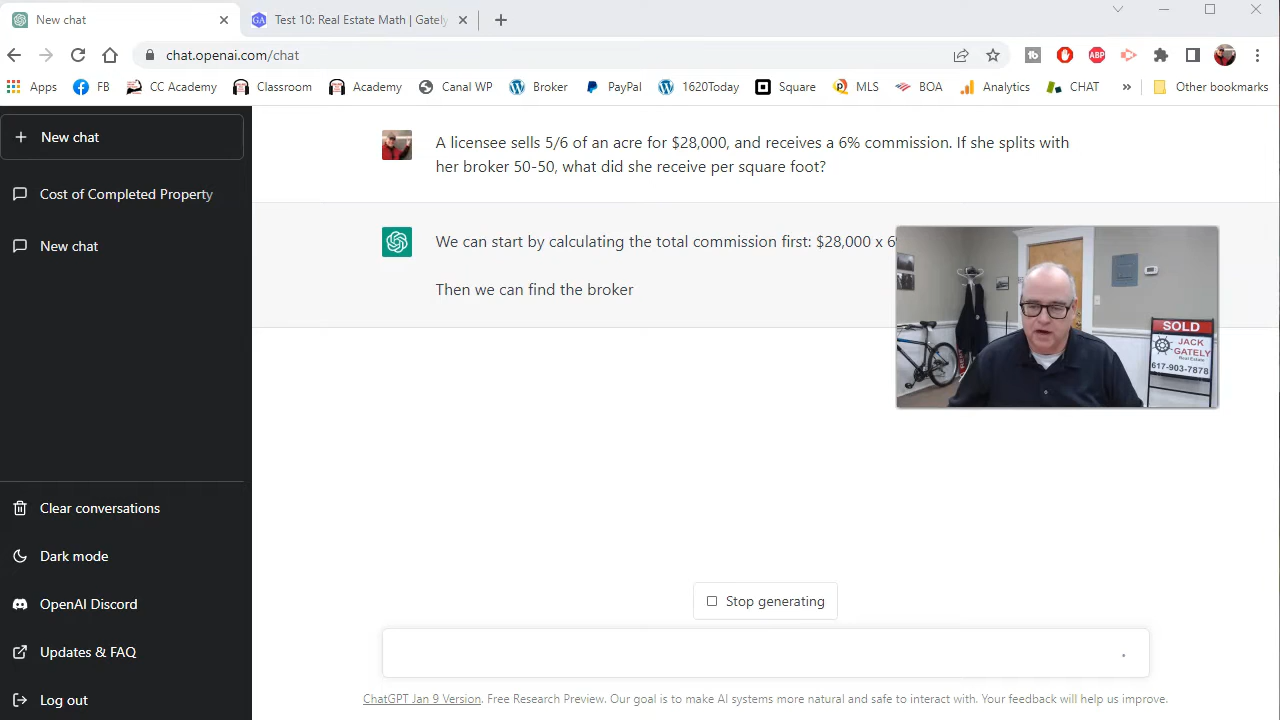 New chat
Test 10: Real Estate Math | Gately
chat.openai.com/chat
Apps
FB
CC Academy
Classroom
Academy
Canal WP
Broker
PayPal
1620Today
Square
MLS
BOA
Analytics
CHAT
Other bookmarks
New chat
Cost of Completed Property
New chat
A licensee sells 5/6 of an acre for $28,000, and receives a 6% commission. If she splits with
her broker 50-50, what did she receive per square foot?
We can start by calculating the total commission first: $28,000 x 6
Then we can find the broker
SOLD
JACK
GATELY
Real Estate
617-903-7878
Clear conversations
Dark mode
OpenAI Discord
Updates & FAQ
Log out
Stop generating
ChatGPT Jan 9 Version. Free Research Preview. Our goal is to make AI systems more natural and safe to interact with. Your feedback will help us improve.